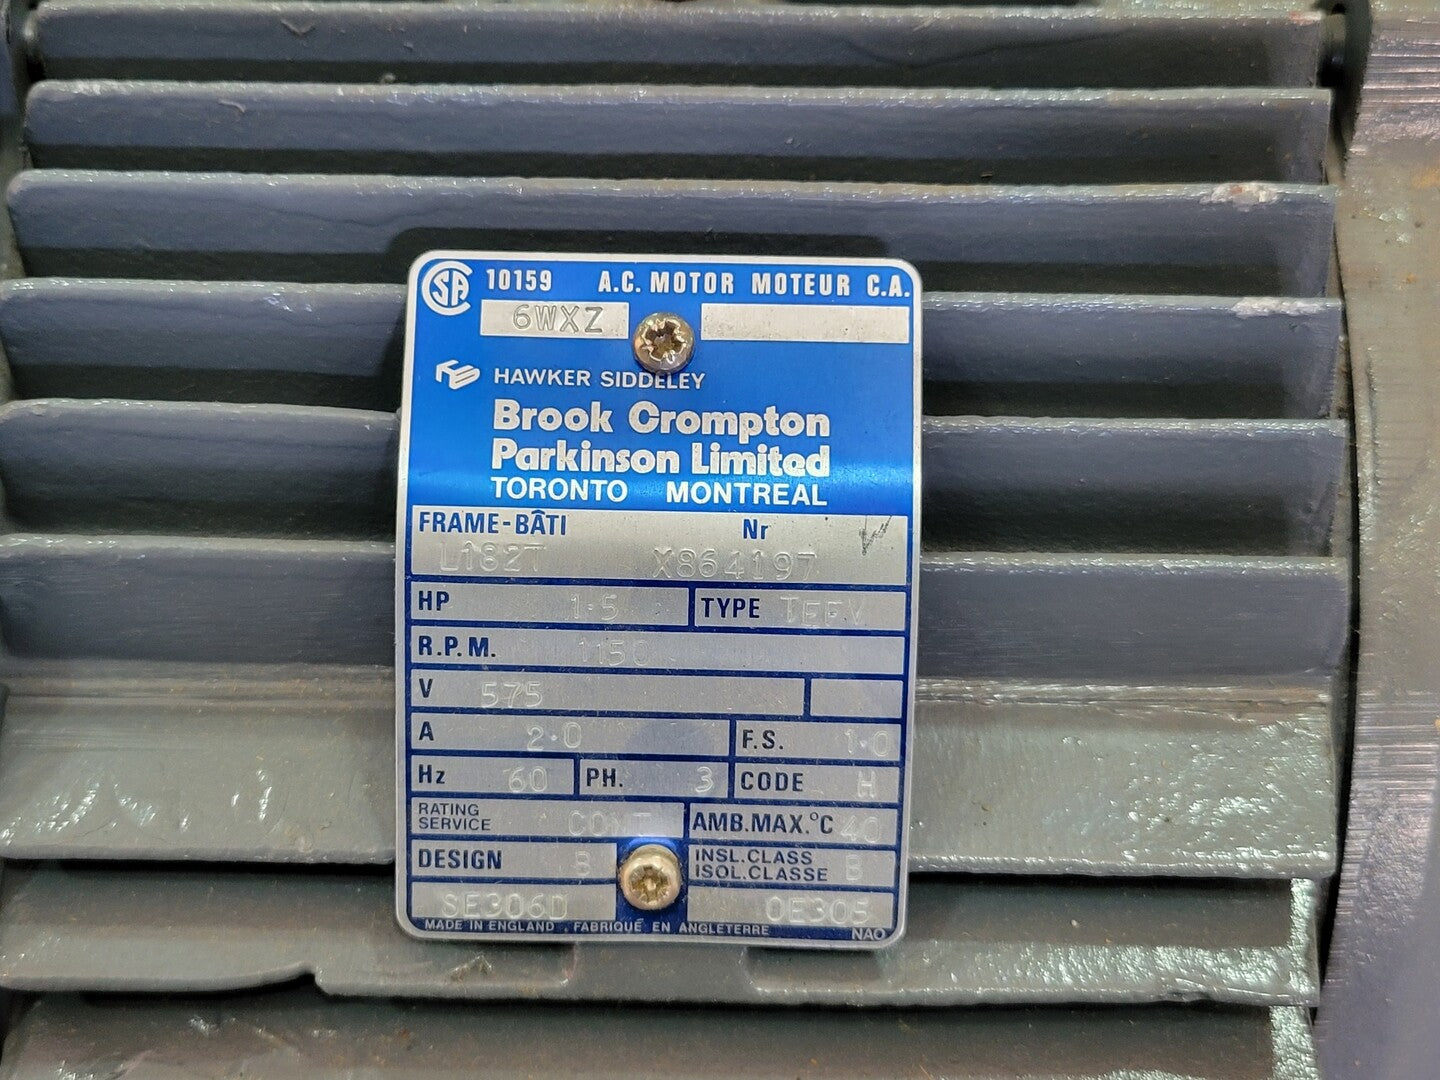 CSA 10159 A.C. MOTOR MOTEUR C.A.
6WXZ
HAWKER SIDDELEY
Brook Crompton
Parkinson Limited
TORONTO MONTREAL
FRAME-BÂTI Nr
L182T X864197
HP 1.5 TYPE TEFV
R.P.M. 1150
V 575
A 2.0 F.S. 1.0
Hz 60 PH. 3 CODE H
RATING
SERVICE CONT AMB.MAX.°C 40
DESIGN B INSL.CLASS
ISOL.CLASSE B
SE306D OE305
MADE IN ENGLAND . FABRIQUÉ EN ANGLETERRE NAO